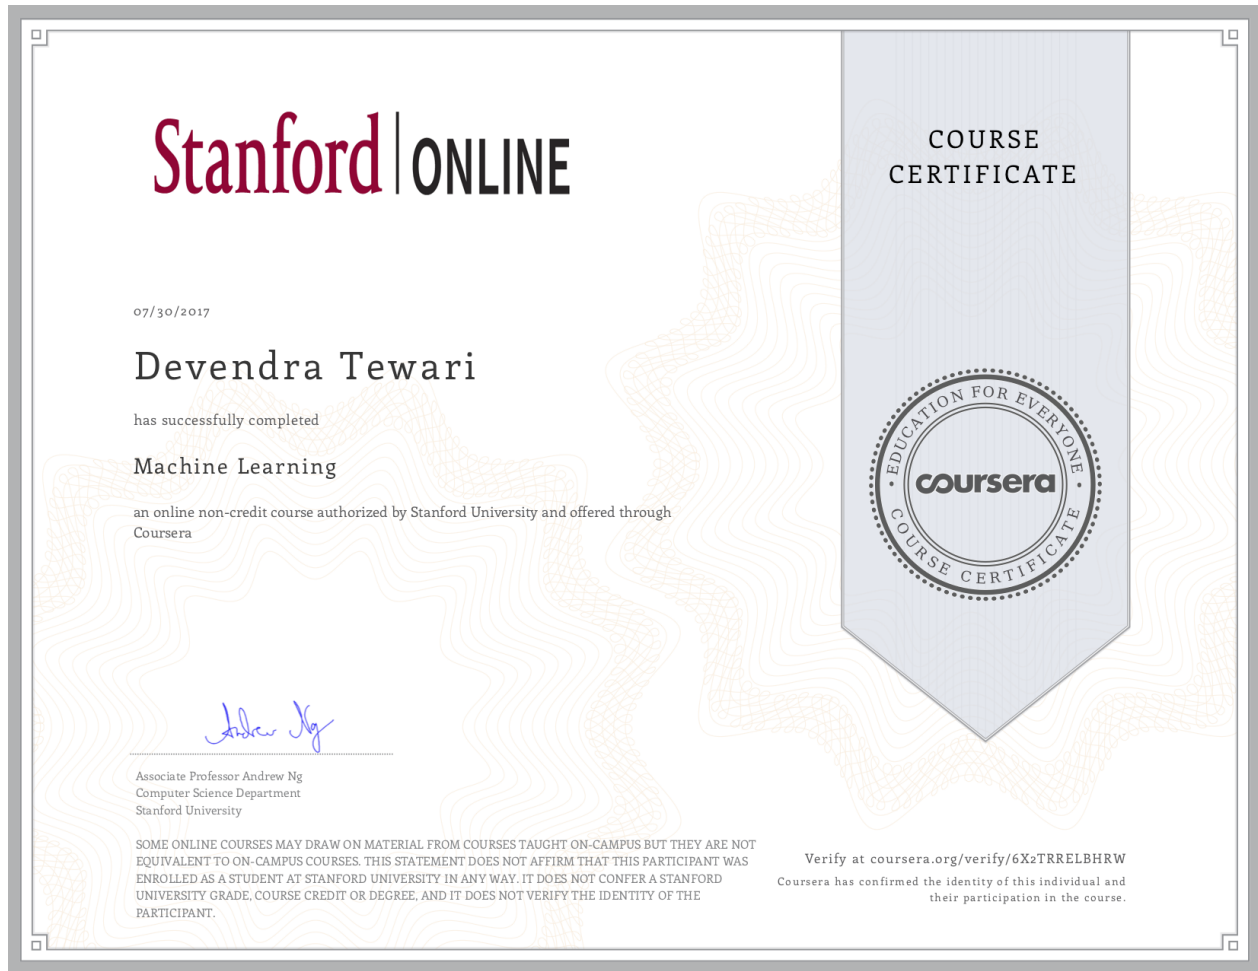 Stanford | ONLINE
COURSE
CERTIFICATE
07/30/2017
Devendra Tewari
has successfully completed
Machine Learning
an online non-credit course authorized by Stanford University and offered through
Coursera
EDUCATION FOR EVERYONE
coursera
COURSE CERTIFICATE
Andrew Ng
Associate Professor Andrew Ng
Computer Science Department
Stanford University
SOME ONLINE COURSES MAY DRAW ON MATERIAL FROM COURSES TAUGHT ON-CAMPUS BUT THEY ARE NOT
EQUIVALENT TO ON-CAMPUS COURSES. THIS STATEMENT DOES NOT AFFIRM THAT THIS PARTICIPANT WAS
ENROLLED AS A STUDENT AT STANFORD UNIVERSITY IN ANY WAY. IT DOES NOT CONFER A STANFORD
UNIVERSITY GRADE, COURSE CREDIT OR DEGREE, AND IT DOES NOT VERIFY THE IDENTITY OF THE
PARTICIPANT.
Verify at coursera.org/verify/6X2TRRELBHRW
Coursera has confirmed the identity of this individual and
their participation in the course.